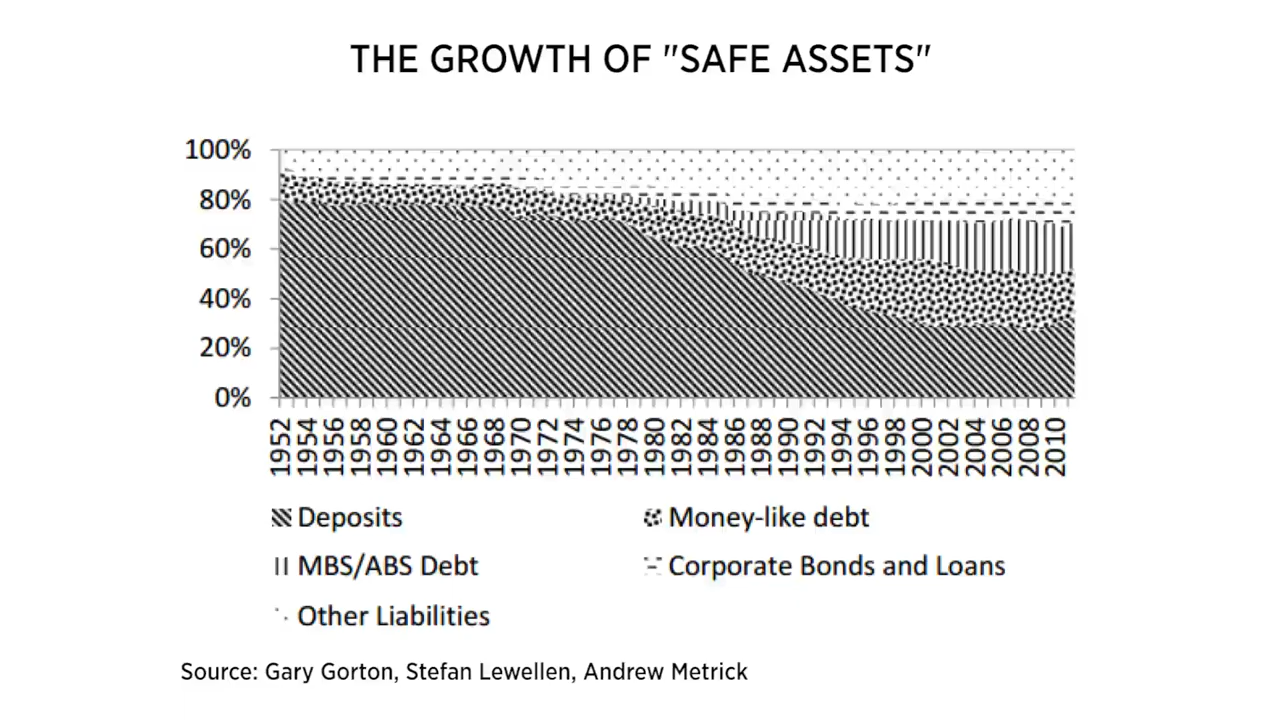 THE GROWTH OF "SAFE ASSETS"
100%
80%
60%
40%
20%
0%
1952 1954 1956 1958 1960 1962 1964 1966 1968 1970 1972 1974 1976 1978 1980 1982 1984 1986 1988 1990 1992 1994 1996 1998 2000 2002 2004 2006 2008 2010
Deposits Money-like debt
MBS/ABS Debt Corporate Bonds and Loans
Other Liabilities
Source: Gary Gorton, Stefan Lewellen, Andrew Metrick